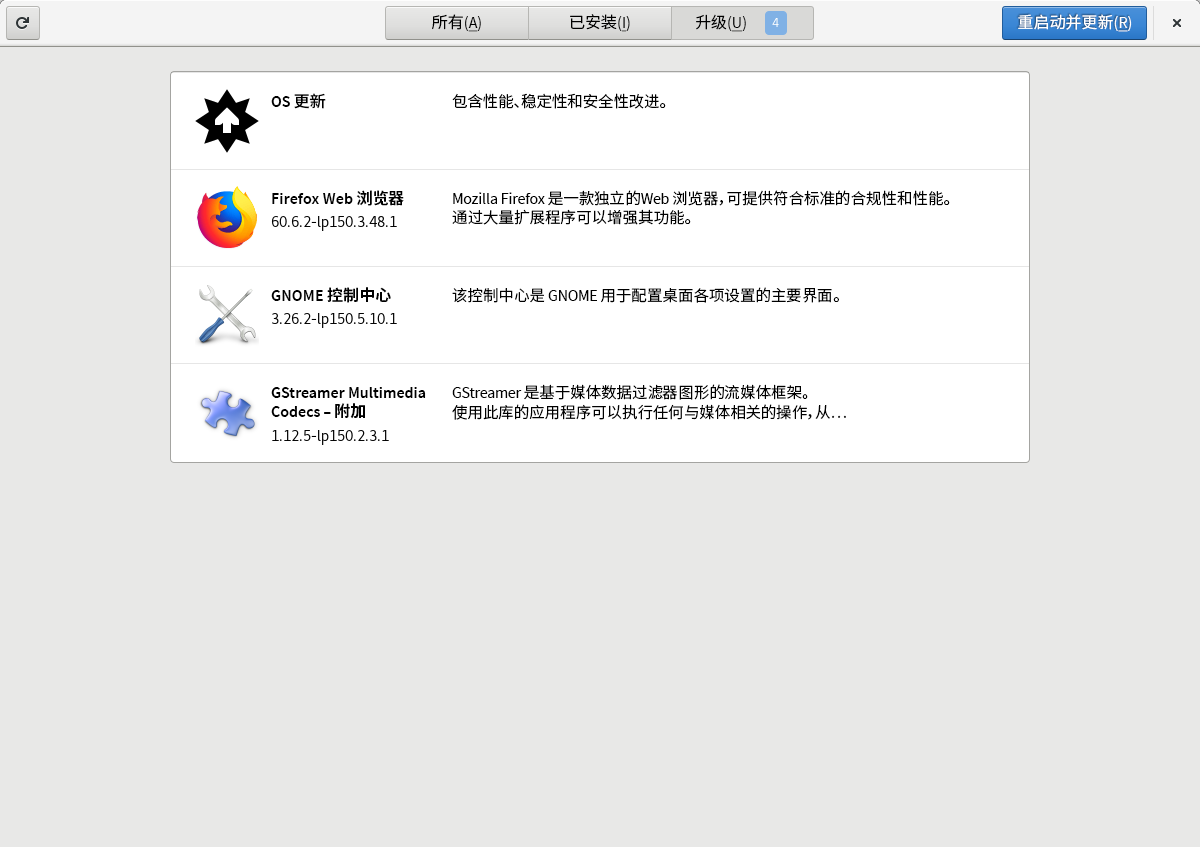 所有(A)
已安装(I)
升级(U) 4
重启动并更新(R)
OS 更新
包含性能、稳定性和安全性改进。
Firefox Web 浏览器
60.6.2-lp150.3.48.1
Mozilla Firefox 是一款独立的Web 浏览器，可提供符合标准的合规性和性能。
通过大量扩展程序可以增强其功能。
GNOME 控制中心
3.26.2-lp150.5.10.1
该控制中心是 GNOME 用于配置桌面各项设置的主要界面。
GStreamer Multimedia
Codecs – 附加
1.12.5-lp150.2.3.1
GStreamer 是基于媒体数据过滤器图形的流媒体框架。
使用此库的应用程序可以执行任何与媒体相关的操作，从…